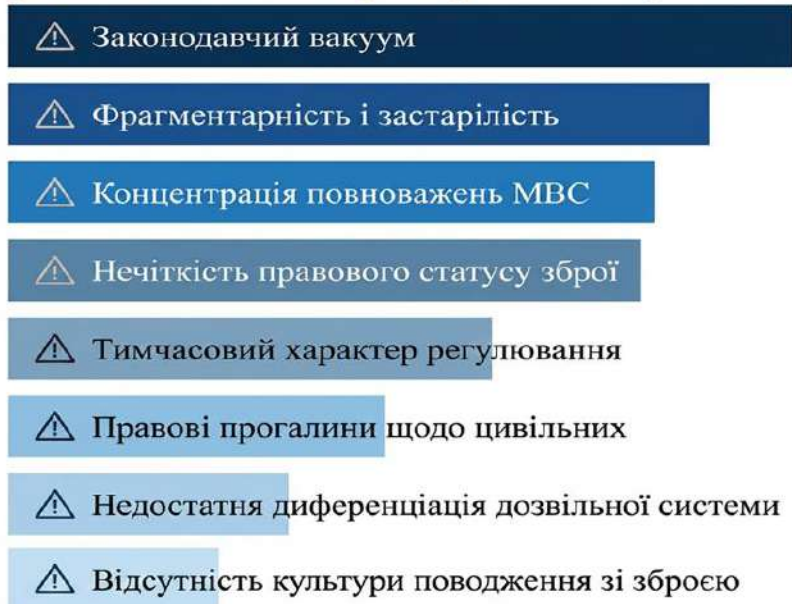 Законодавчий вакуум
Фрагментарність і застарілість
Концентрація повноважень МВС
Нечіткість правового статусу зброї
Тимчасовий характер регулювання
Правові прогалини щодо цивільних
Недостатня диференціація дозвільної системи
Відсутність культури поводження зі зброєю